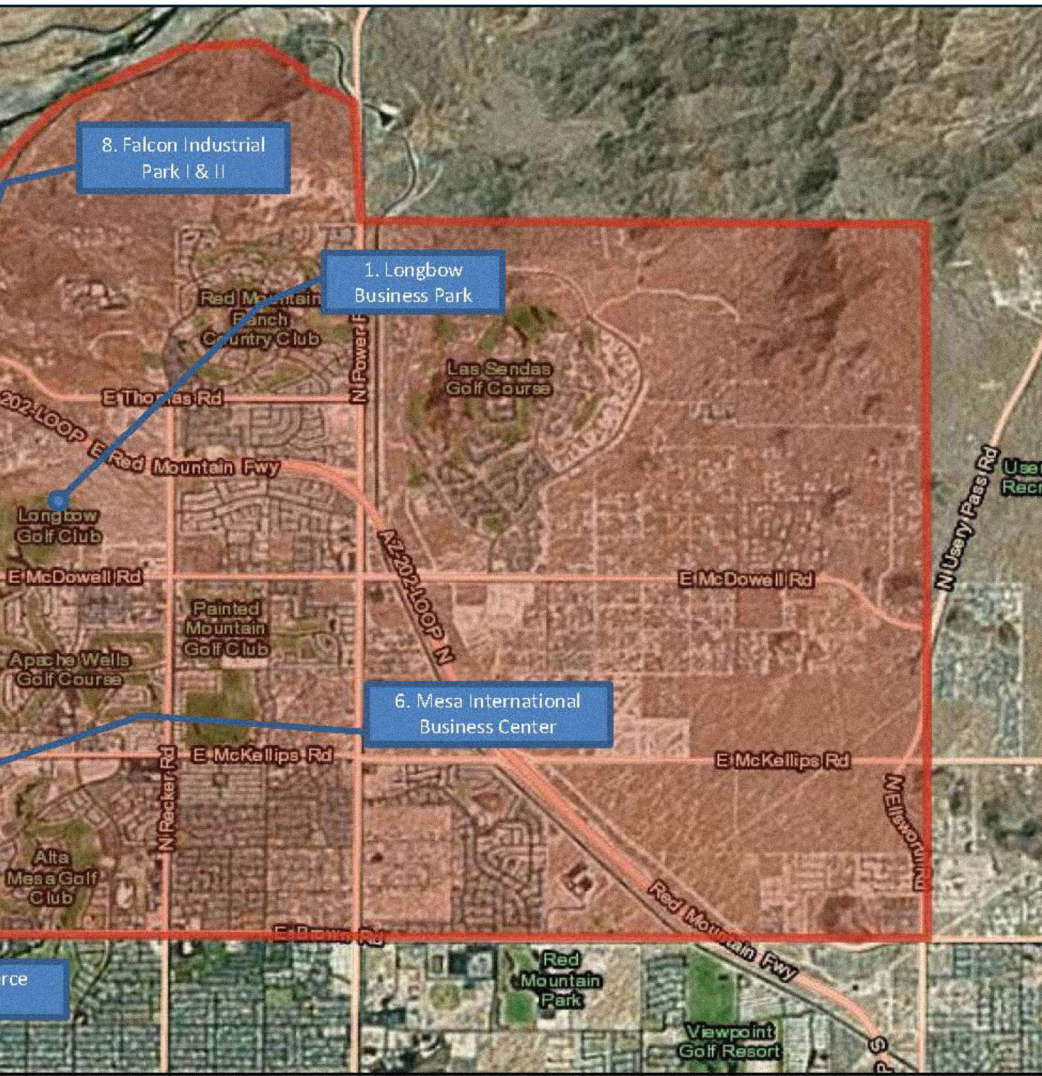 8. Falcon Industrial
Park I & II
1. Longbow
Business Park
Red Mountain
Ranch
Country Club
N Power
Las Sendas
Golf Course
E Thomas Rd
202-LOOP E Red Mountain Fwy
Longbow
Golf Club
N Usery Pass Rd
AZ-202-LOOP N
E McDowell Rd
E McDowell Rd
Painted
Mountain
Golf Club
Apache Wells
Golf Course
6. Mesa International
Business Center
E McKellips Rd
E McKellips Rd
N Recker Rd
N Ellsworth Rd
Alta
Mesa Golf
Club
Red Mountain Fwy
E Brown Rd
Red
Mountain
Park
Viewpoint
Golf Resort